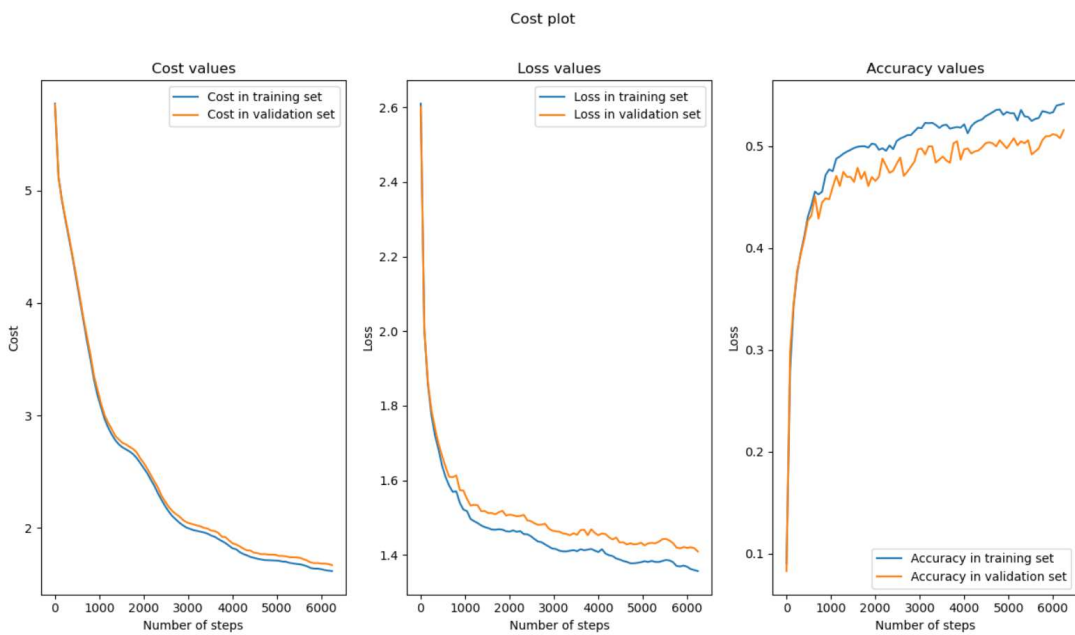 Cost plot
Cost values
Cost in training set
Cost in validation set
5
4
3
2
Cost
0 1000 2000 3000 4000 5000 6000
Number of steps
Loss values
Loss in training set
Loss in validation set
2.6
2.4
2.2
2.0
1.8
1.6
1.4
Loss
0 1000 2000 3000 4000 5000 6000
Number of steps
Accuracy values
0.5
0.4
0.3
0.2
0.1
Loss
Accuracy in training set
Accuracy in validation set
0 1000 2000 3000 4000 5000 6000
Number of steps